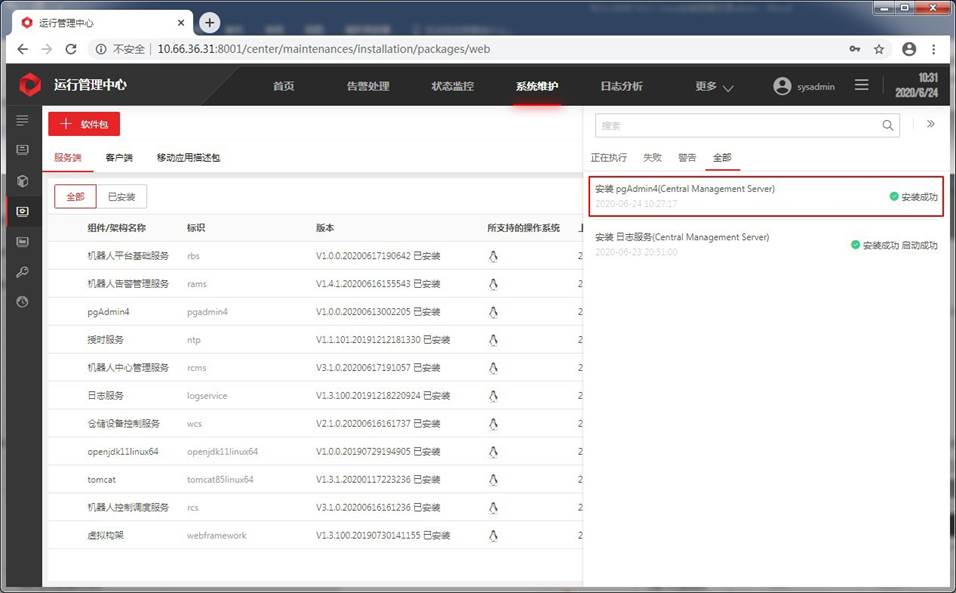 运行管理中心
不安全 10.66.36.31:8001/center/maintenances/installation/packages/web
运行管理中心 首页 告警处理 状态监控 系统维护 日志分析 更多 sysadmin 10:31
2020/6/24
软件包
搜索
服务端 客户端 移动应用描述包
正在执行 失败 警告 全部
全部 已安装
安装 pgAdmin4(Central Management Server)
2020-06-24 10:27:17
安装成功
安装 日志服务(Central Management Server)
2020-06-23 20:51:00
安装成功 启动成功
组件/架构名称 标识 版本 所支持的操作系统
机器人平台基础服务 rbs V1.0.0.20200617190642 已安装 2
机器人告警管理服务 rams V1.4.1.20200616155543 已安装 2
pgAdmin4 pgadmin4 V1.0.0.20200613002205 已安装 2
授时服务 ntp V1.1.101.20191212181330 已安装 2
机器人中心管理服务 rcms V3.1.0.20200617191057 已安装 2
日志服务 logservice V1.3.100.20191218220924 已安装 2
仓储设备控制服务 wcs V2.1.0.20200616161737 已安装 2
openjdk11linux64 openjdk11linux64 V1.0.0.20190729194905 已安装 2
tomcat tomcat85linux64 V1.3.1.20200117223236 已安装 2
机器人控制调度服务 rcs V3.1.0.20200616161236 已安装 2
虚拟构架 webframework V1.3.100.20190730141155 已安装 2